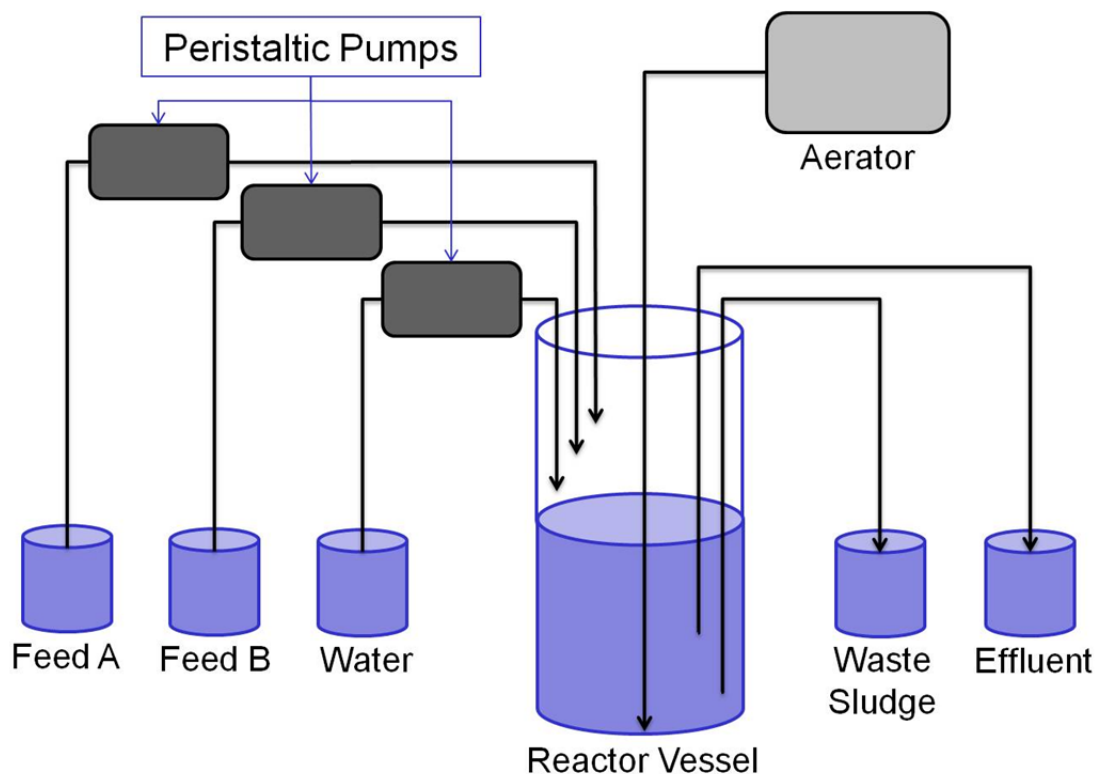 Peristaltic Pumps
Aerator
Feed A
Feed B
Water
Waste
Sludge
Effluent
Reactor Vessel